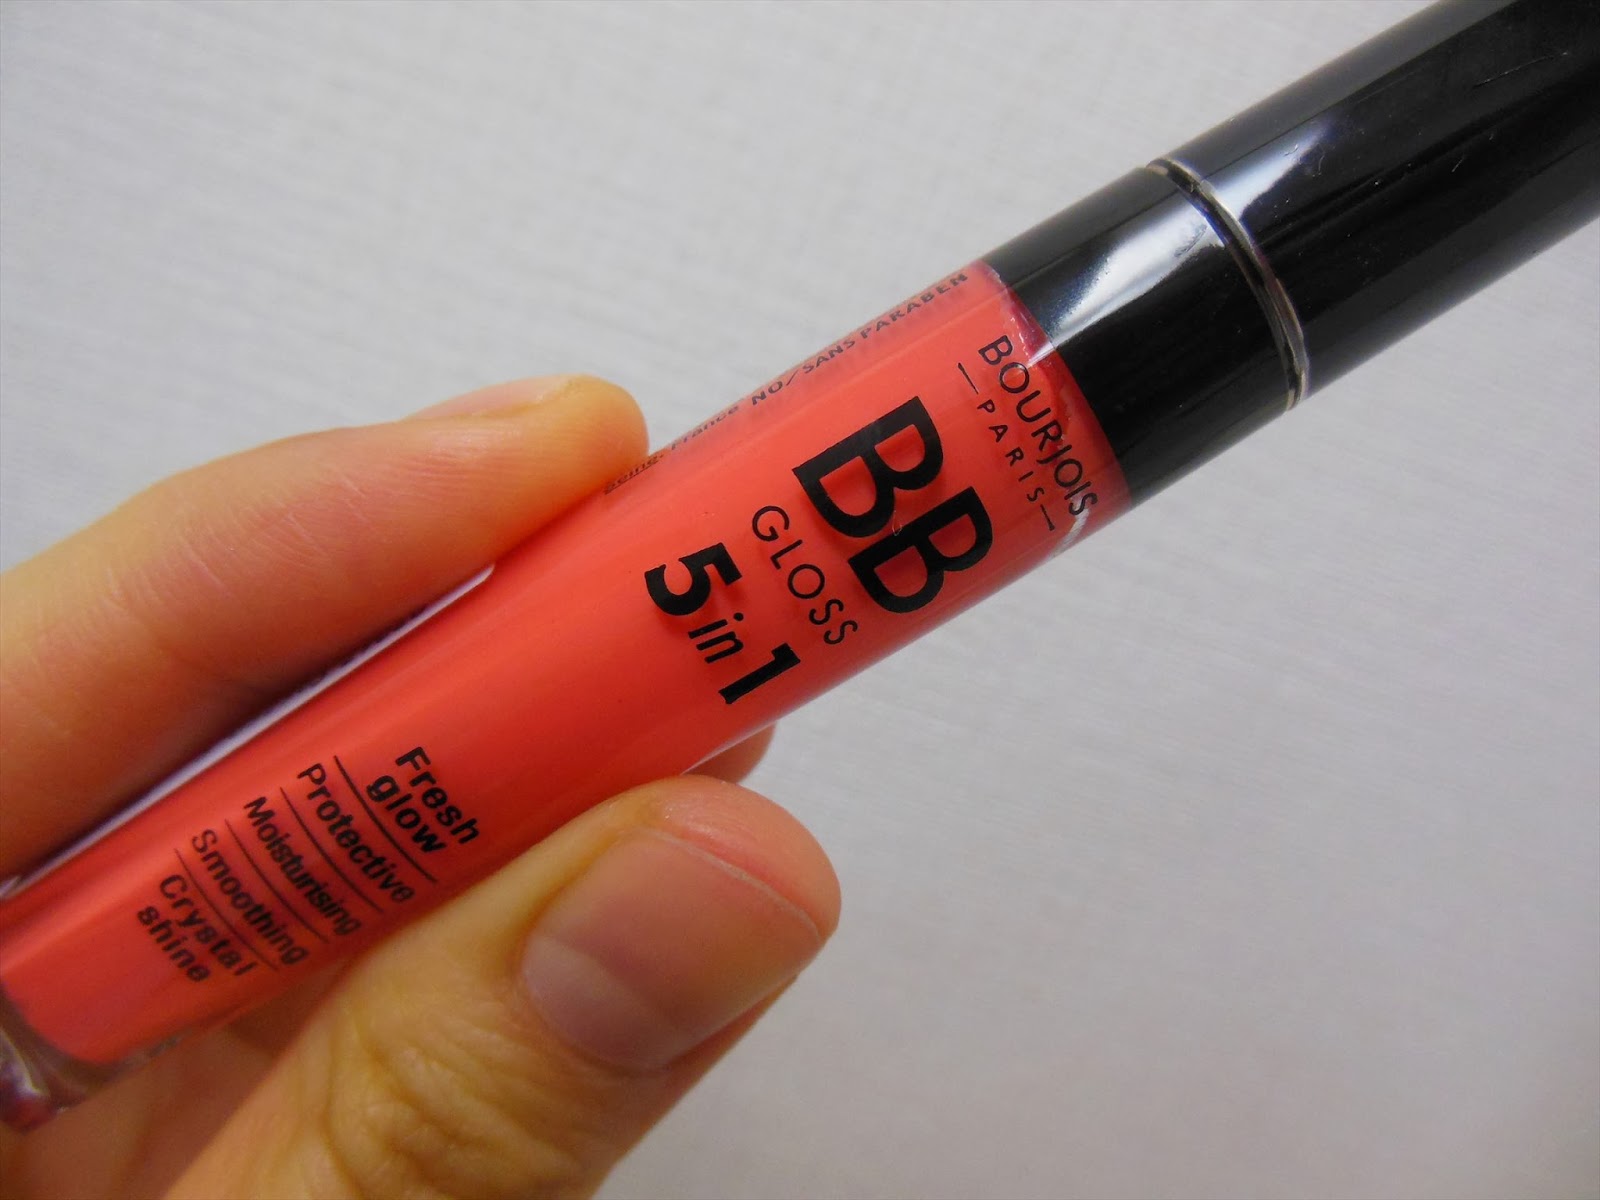 BOURJOIS
— PARIS —
BB
GLOSS
5 in 1
Fresh
glow
Protective
Moisturising
Smoothing
Crystal
shine
France NO/SANS PARABEN